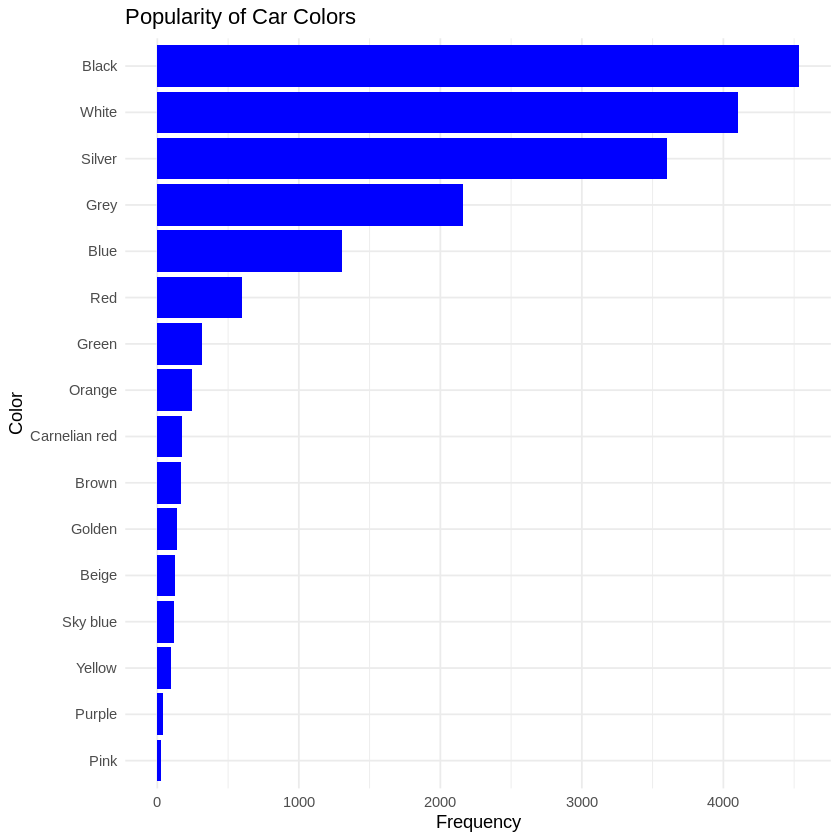 Popularity of Car Colors
Black
White
Silver
Grey
Blue
Red
Green
Orange
Carnelian red
Brown
Golden
Beige
Sky blue
Yellow
Purple
Pink
Color
0 1000 2000 3000 4000
Frequency